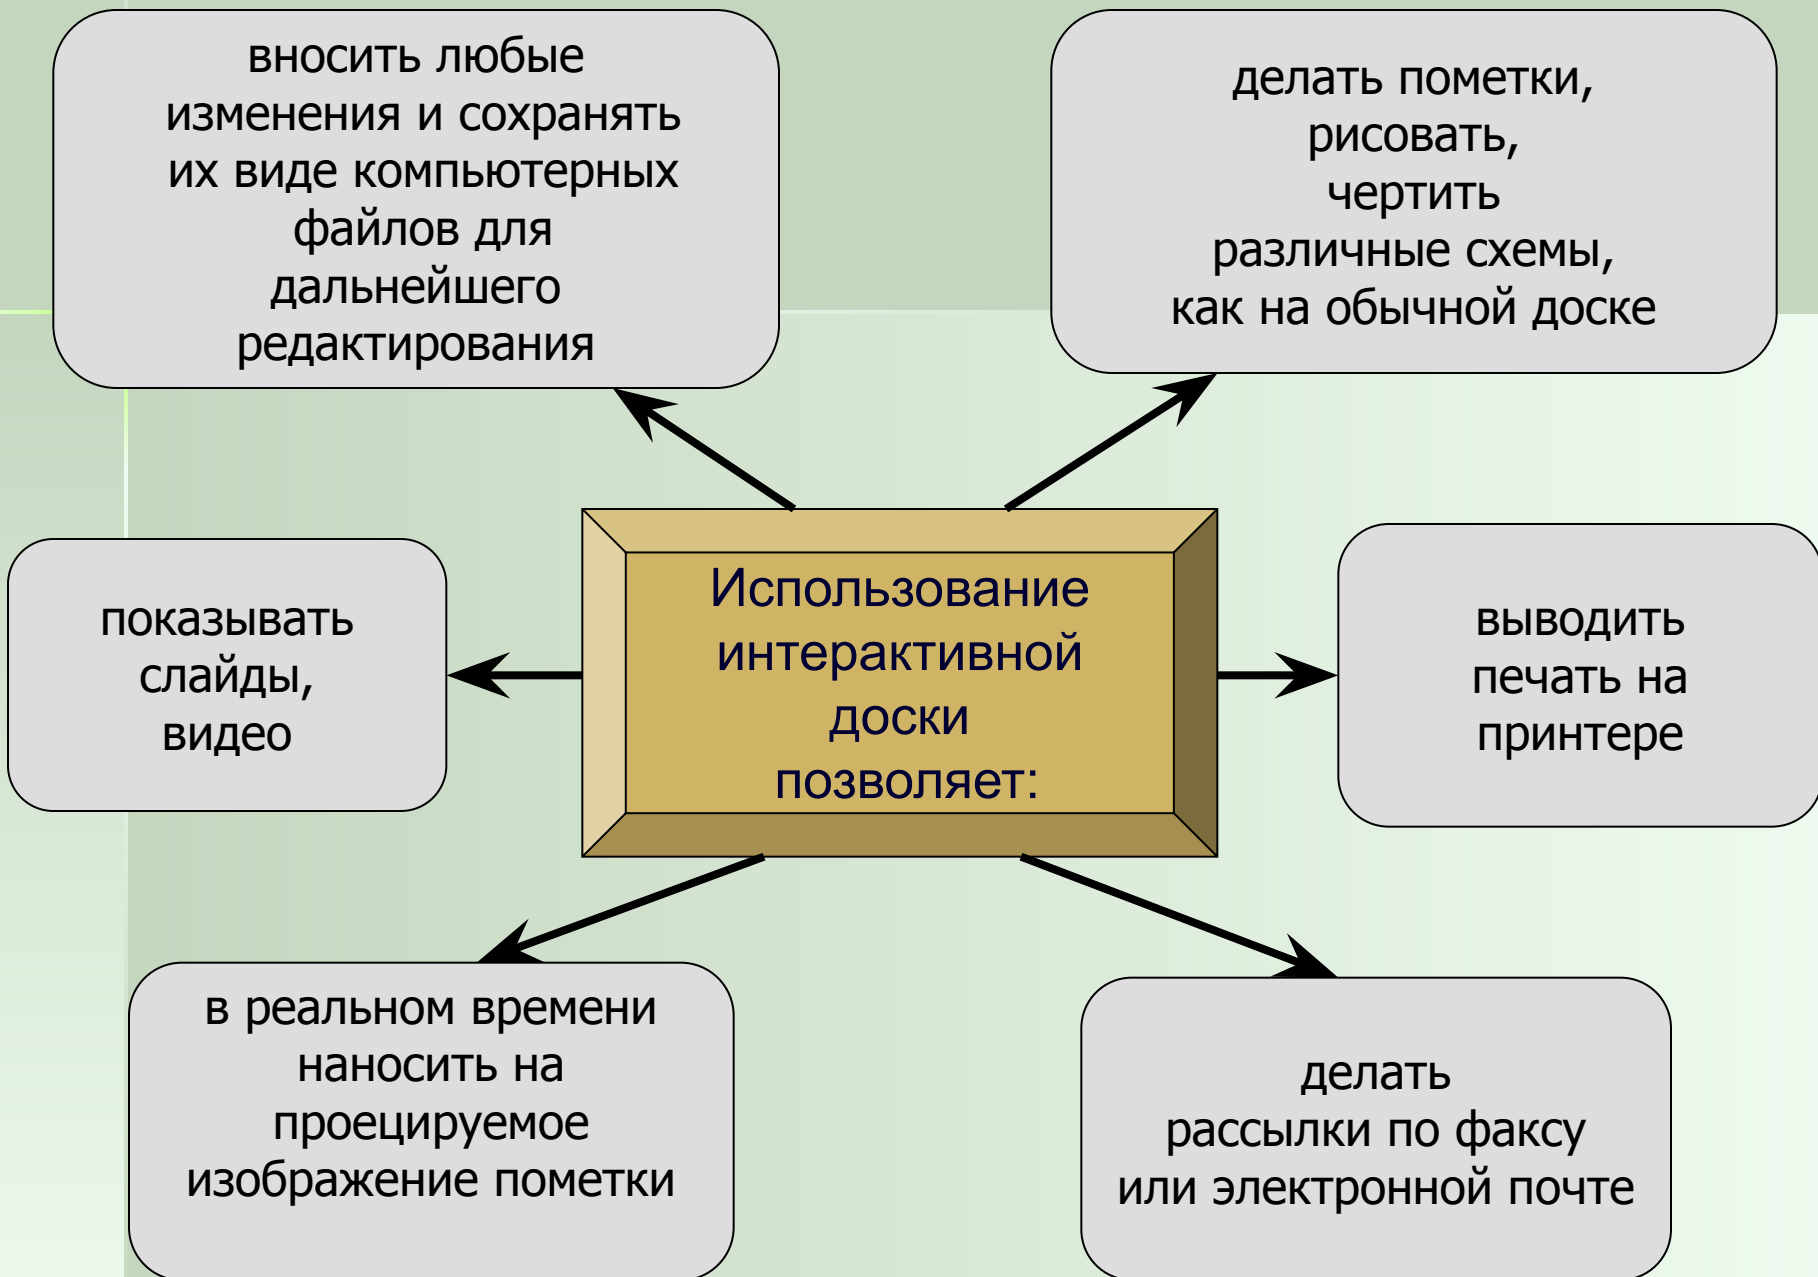 вносить любые
изменения и сохранять
их виде компьютерных
файлов для
дальнейшего
редактирования
делать пометки,
рисовать,
чертить
различные схемы,
как на обычной доске
показывать
слайды,
видео
Использование
интерактивной
доски
позволяет:
выводить
печать на
принтере
в реальном времени
наносить на
проецируемое
изображение пометки
делать
рассылки по факсу
или электронной почте